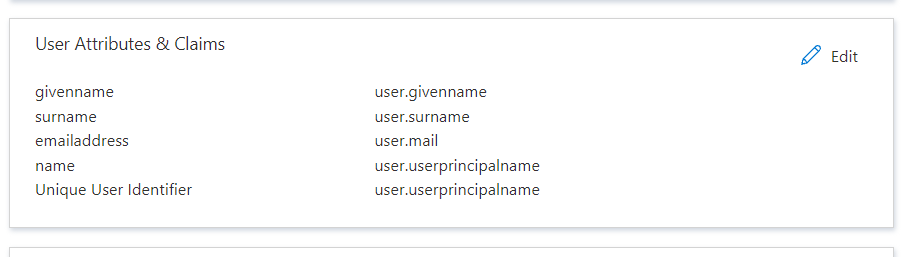 User Attributes & Claims
Edit
givenname user.givenname
surname user.surname
emailaddress user.mail
name user.userprincipalname
Unique User Identifier user.userprincipalname